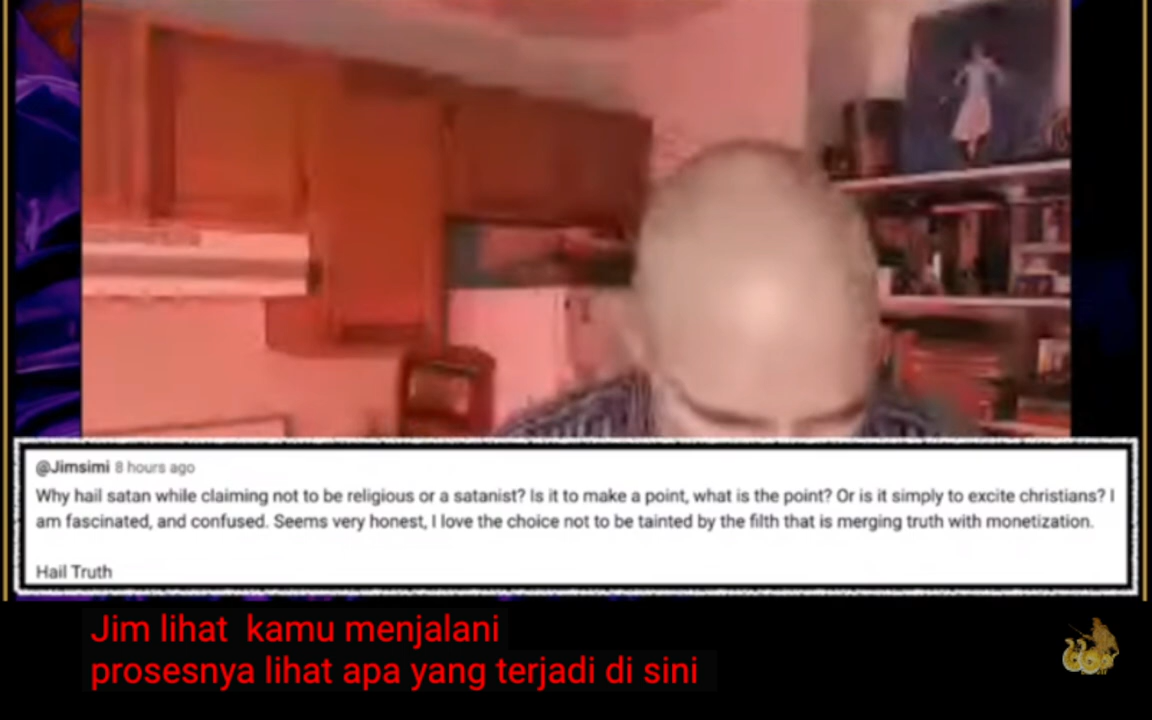 @Jimsimi 8 hours ago
Why hail satan while claiming not to be religious or a satanist? Is it to make a point, what is the point? Or is it simply to excite christians? I
am fascinated, and confused. Seems very honest, I love the choice not to be tainted by the filth that is merging truth with monetization.
Hail Truth
Jim lihat  kamu menjalani
prosesnya lihat apa yang terjadi di sini